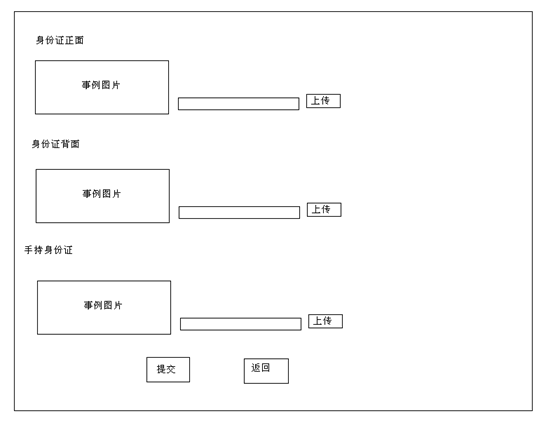 身份证正面
事例图片
上传
身份证背面
事例图片
上传
手持身份证
事例图片
上传
提交
返回